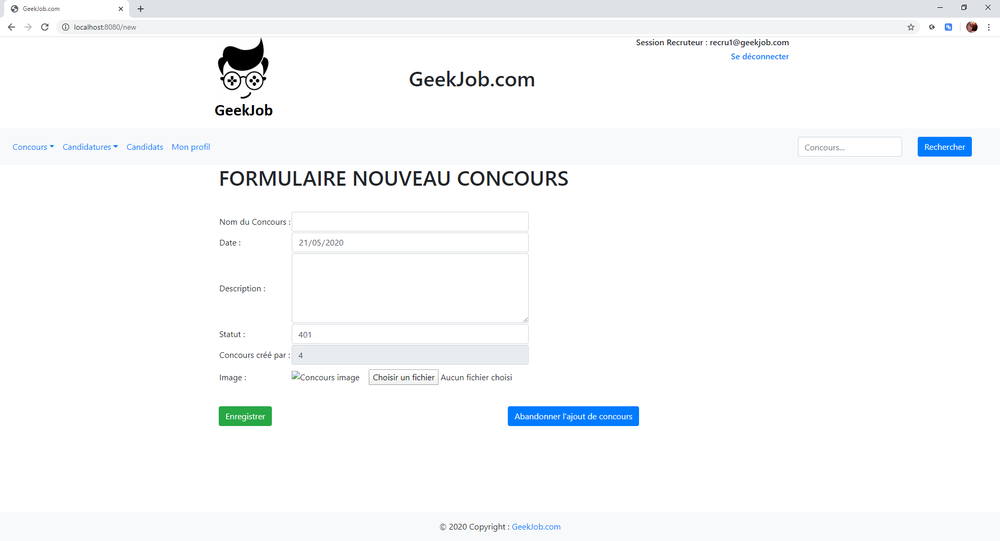 GeekJob.com
localhost:8080/new
Session Recruteur : recru1@geekjob.com
Se déconnecter
GeekJob.com
GeekJob
Concours Candidatures Candidats Mon profil Concours... Rechercher
FORMULAIRE NOUVEAU CONCOURS
Nom du Concours :
Date : 21/05/2020
Description :
Statut : 401
Concours créé par : 4
Image : Concours image Choisir un fichier Aucun fichier choisi
Enregistrer Abandonner l'ajout de concours
© 2020 Copyright : GeekJob.com